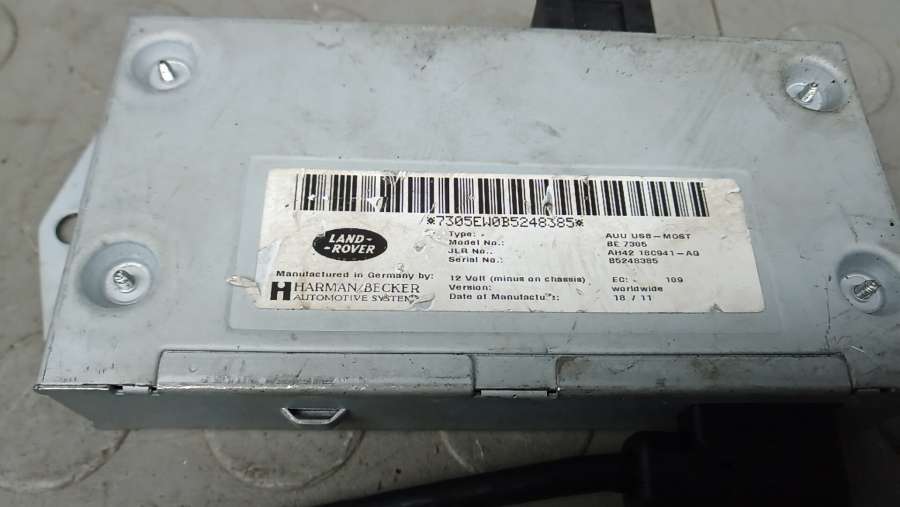 *7305EW0B5248385*
LAND-
-ROVER
Type: - AUU USB-MOST
Model No.: BE 7305
JLR No.: AH42 18C941-AG
Serial No.: B5248385
Manufactured in Germany by:
HARMAN/BECKER
AUTOMOTIVE SYSTEMS
12 Volt (minus on chassis) EC: - 109
Version: worldwide
Date of Manufactur.: 18 / 11